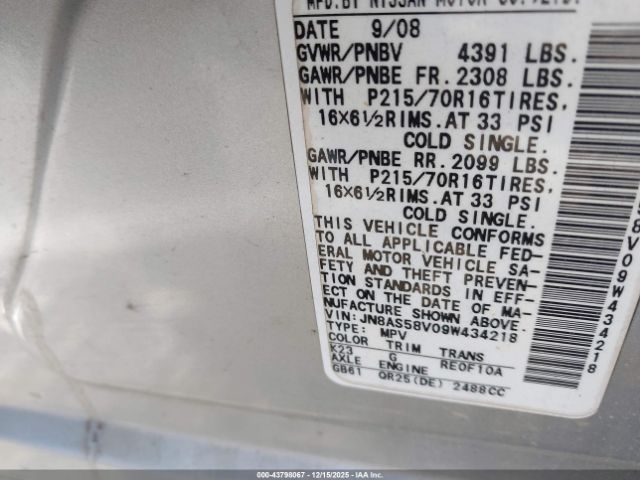 MFD.BY NISSAN MOTOR CO.,LTD.
DATE 9/08
GVWR/PNBV 4391 LBS.
GAWR/PNBE FR. 2308 LBS.
WITH P215/70R16TIRES,
16×6½RIMS.AT 33 PSI
COLD SINGLE.
GAWR/PNBE RR. 2099 LBS.
WITH P215/70R16TIRES,
16×6½RIMS.AT 33 PSI
COLD SINGLE.
THIS VEHICLE CONFORMS
TO ALL APPLICABLE FED-
ERAL MOTOR VEHICLE SA-
FETY AND THEFT PREVEN-
TION STANDARDS IN EFF-
ECT ON THE DATE OF MA-
NUFACTURE SHOWN ABOVE.
VIN: JN8AS58V09W434218
TYPE: MPV
COLOR TRIM TRANS
K23 G RE0F10A
AXLE ENGINE
GB61 QR25(DE) 2488CC
8V09W434218
000-43798067 - 12/15/2025 - IAA Inc.